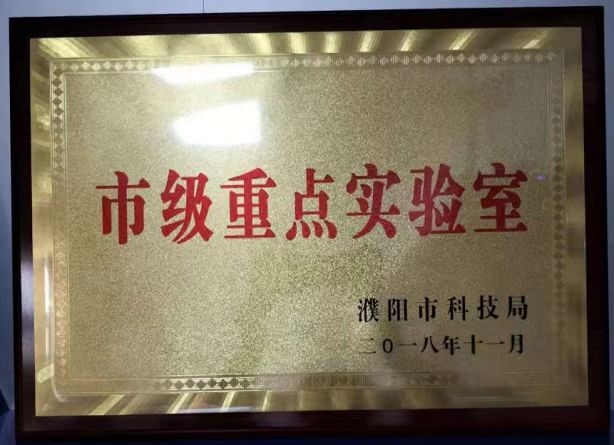 市级重点实验室
濮阳市科技局
二0一八年十一月